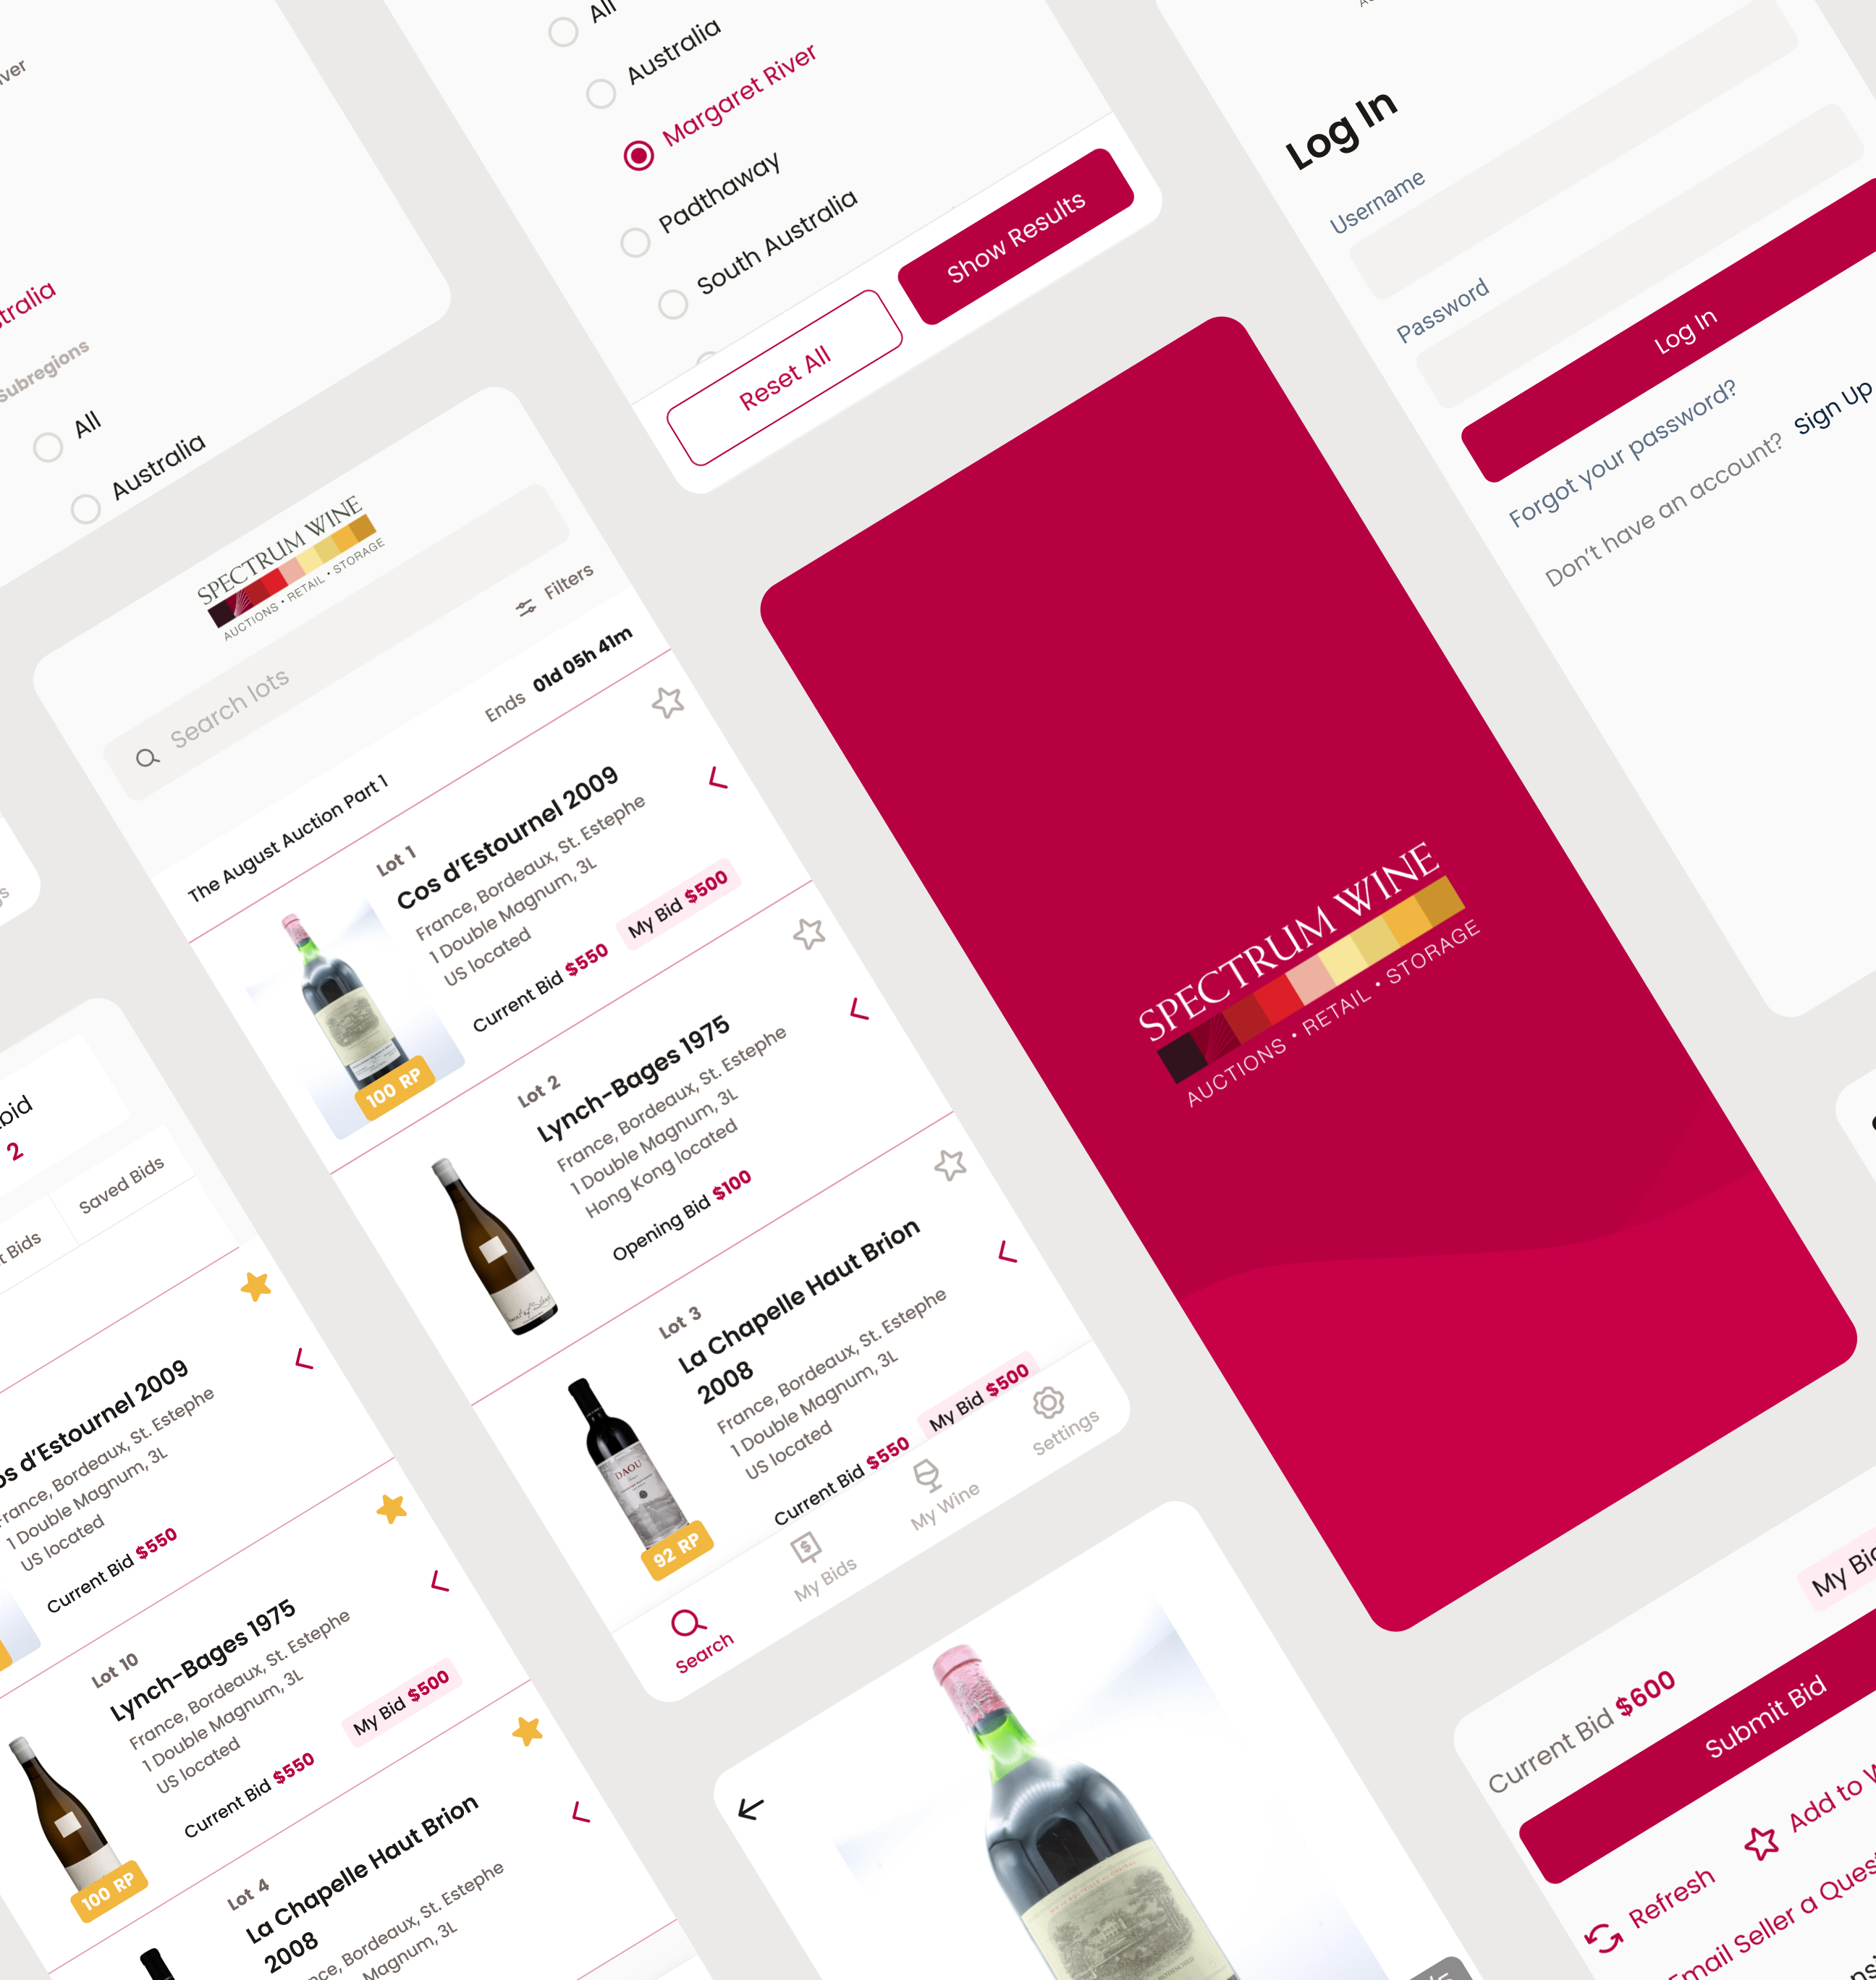 All
Australia
Margaret River
Padthaway
South Australia
Reset All
Show Results
Log In
Username
Password
Log In
Forgot your password?
Don't have an account? Sign Up
Subregions
All
Australia
SPECTRUM WINE
AUCTIONS • RETAIL • STORAGE
Search lots
Filters
The August Auction Part 1
Ends 01d 05h 41m
Lot 1
Cos d'Estournel 2009
France, Bordeaux, St. Estephe
1 Double Magnum, 3L
US located
Current Bid $550
My Bid $500
100 RP
Lot 2
Lynch-Bages 1975
France, Bordeaux, St. Estephe
1 Double Magnum, 3L
Hong Kong located
Opening Bid $100
Lot 3
La Chapelle Haut Brion
2008
France, Bordeaux, St. Estephe
1 Double Magnum, 3L
US located
Current Bid $550
My Bid $500
DAOU
92 RP
Search
My Bids
My Wine
Settings
SPECTRUM WINE
AUCTIONS • RETAIL • STORAGE
2
Bids
Saved Bids
d'Estournel 2009
France, Bordeaux, St. Estephe
1 Double Magnum, 3L
US located
Current Bid $550
Lot 10
Lynch-Bages 1975
France, Bordeaux, St. Estephe
1 Double Magnum, 3L
US located
Current Bid $550
My Bid $500
100 RP
Lot 4
La Chapelle Haut Brion
2008
Bordeaux, St. Estephe
Magnum, 3L
My Bid
Current Bid $600
Submit Bid
Refresh
Add to
Email Seller a